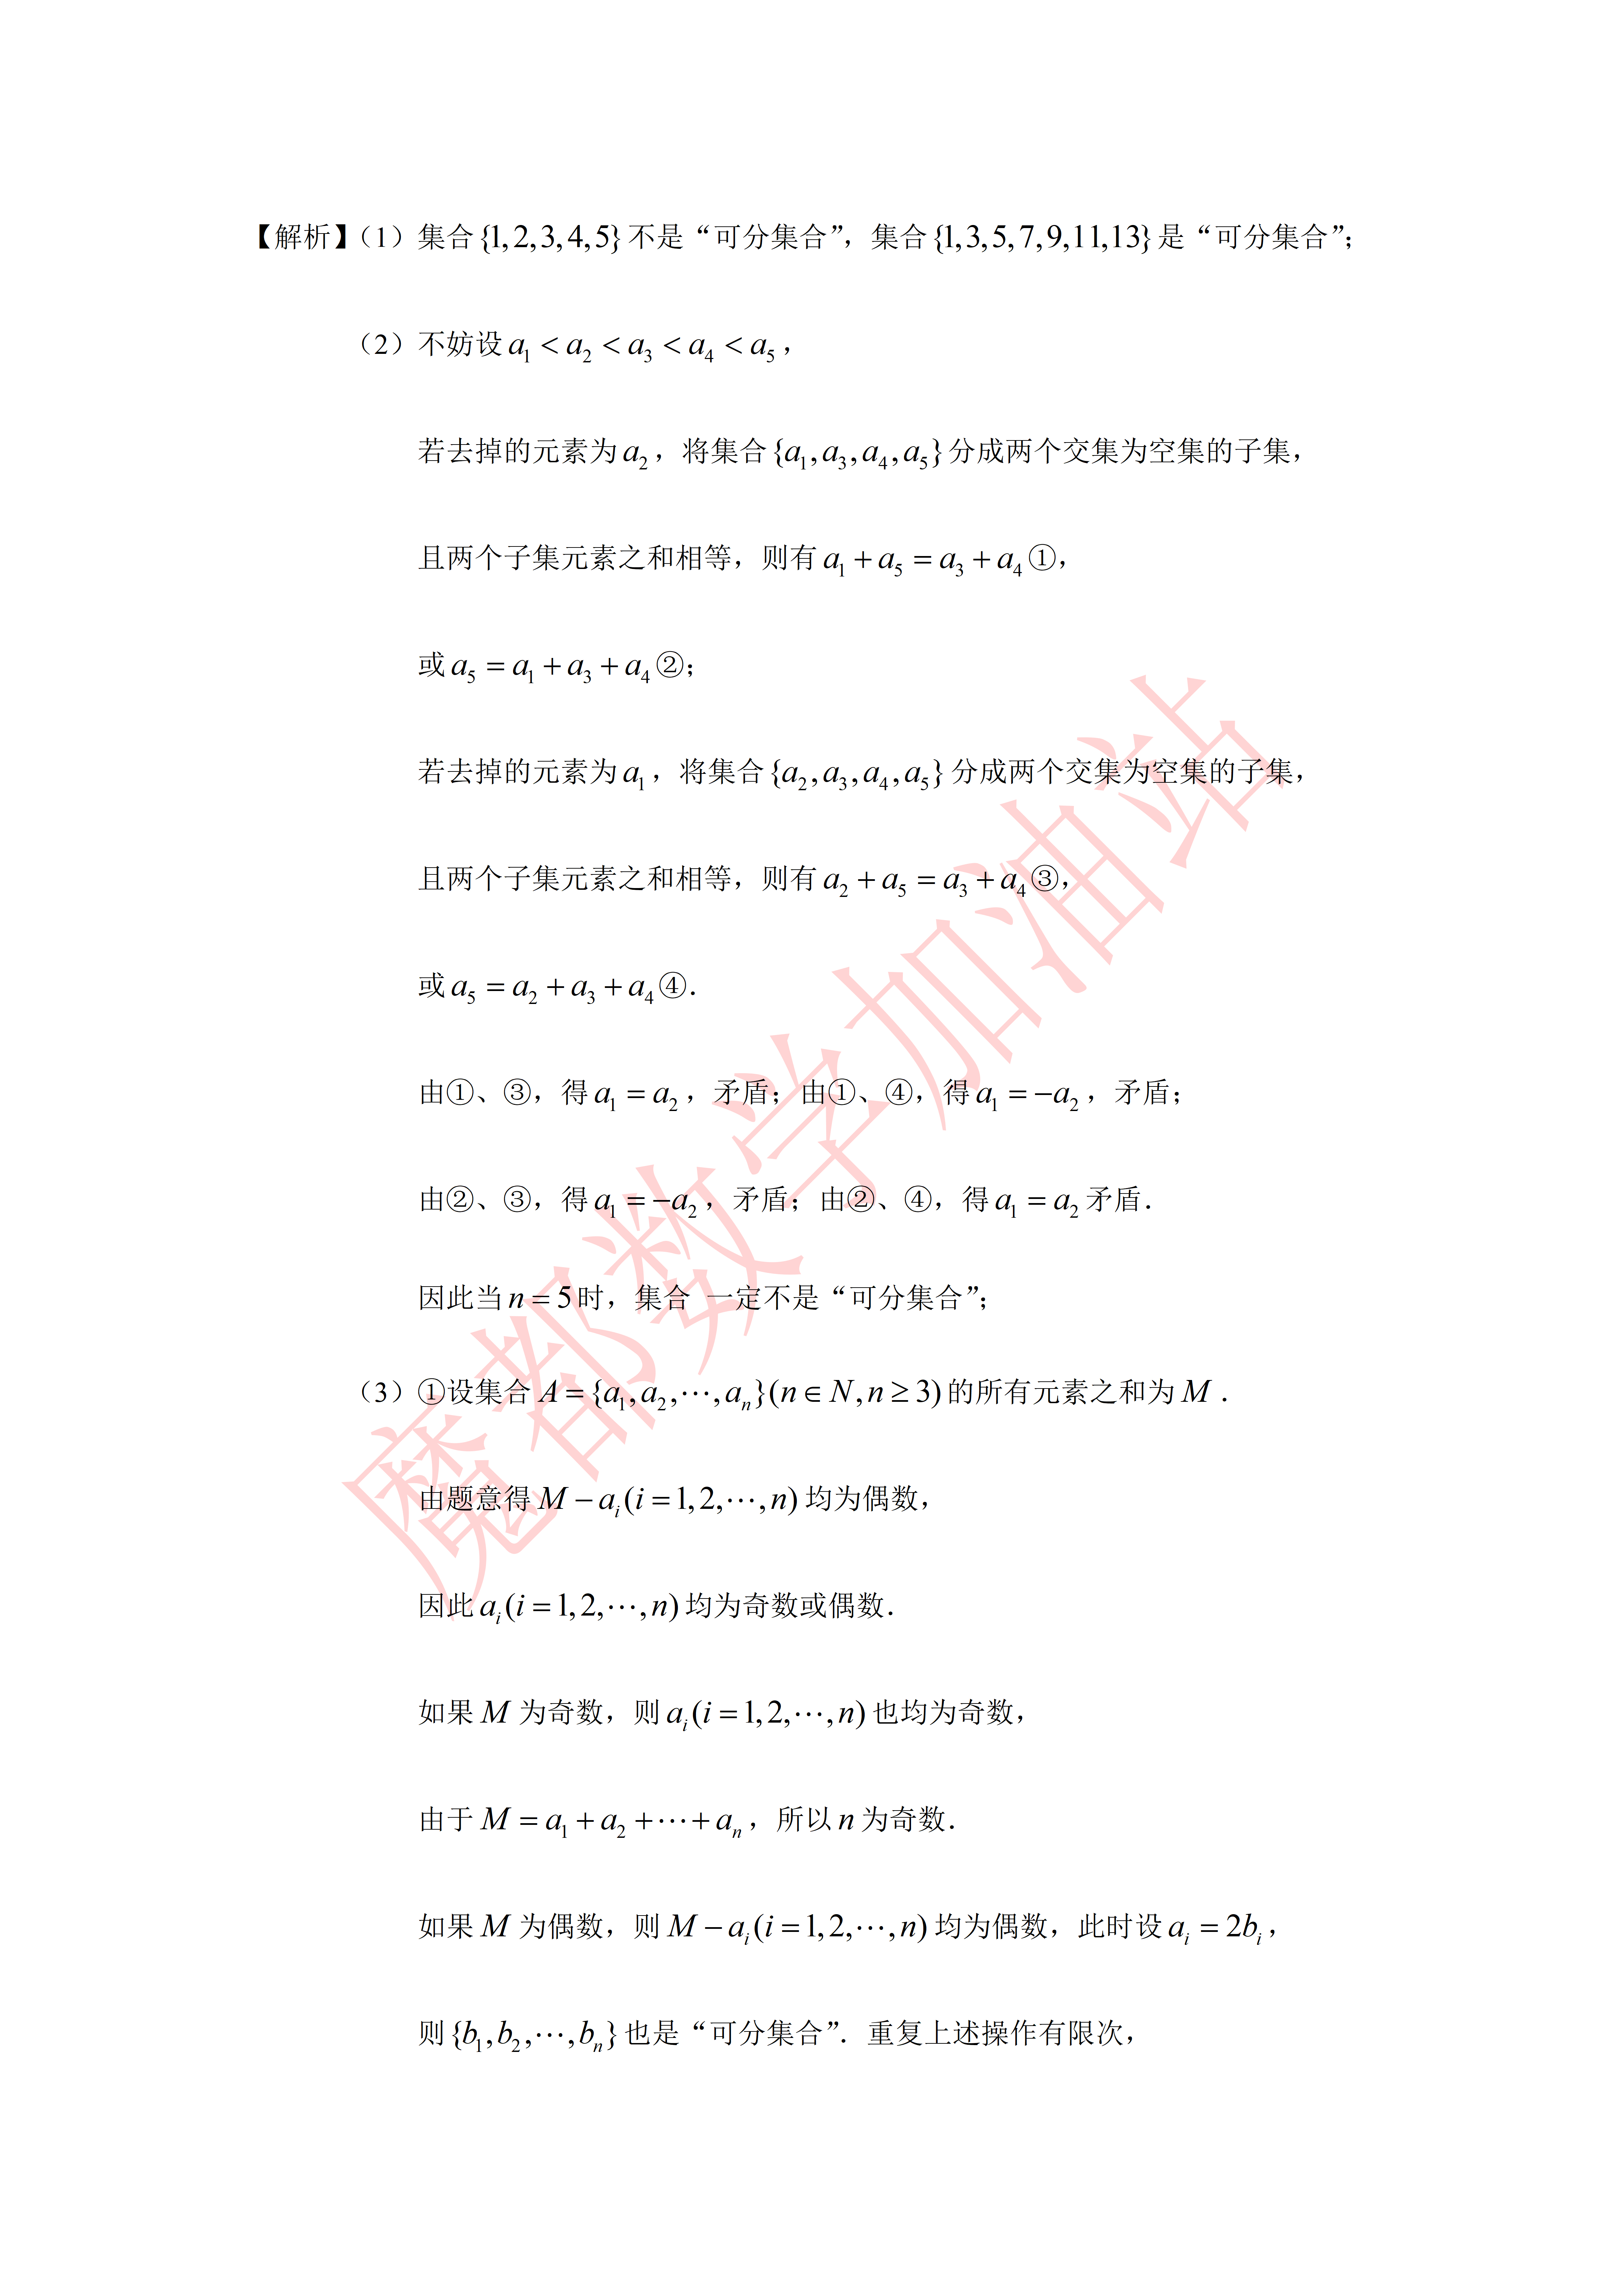 【解析】（1）集合{1,2,3,4,5}不是“可分集合”，集合{1,3,5,7,9,11,13}是“可分集合”；
（2）不妨设a₁ < a₂ < a₃ < a₄ < a₅，
若去掉的元素为a₂，将集合{a₁,a₃,a₄,a₅}分成两个交集为空集的子集，
且两个子集元素之和相等，则有a₁ + a₅ = a₃ + a₄①，
或a₅ = a₁ + a₃ + a₄②；
若去掉的元素为a₁，将集合{a₂,a₃,a₄,a₅}分成两个交集为空集的子集，
且两个子集元素之和相等，则有a₂ + a₅ = a₃ + a₄③，
或a₅ = a₂ + a₃ + a₄④．
由①、③，得a₁ = a₂，矛盾；由①、④，得a₁ = −a₂，矛盾；
由②、③，得a₁ = −a₂，矛盾；由②、④，得a₁ = a₂矛盾．
因此当n = 5时，集合 一定不是“可分集合”；
（3）①设集合A = {a₁,a₂,⋯,aₙ}(n ∈ N,n ≥ 3)的所有元素之和为M．
由题意得M − aᵢ(i = 1,2,⋯,n)均为偶数，
因此aᵢ(i = 1,2,⋯,n)均为奇数或偶数．
如果M为奇数，则aᵢ(i = 1,2,⋯,n)也均为奇数，
由于M = a₁ + a₂ + ⋯ + aₙ，所以n为奇数．
如果M为偶数，则M − aᵢ(i = 1,2,⋯,n)均为偶数，此时设aᵢ = 2bᵢ，
则{b₁,b₂,⋯,bₙ}也是“可分集合”．重复上述操作有限次，
魔都数学加油站